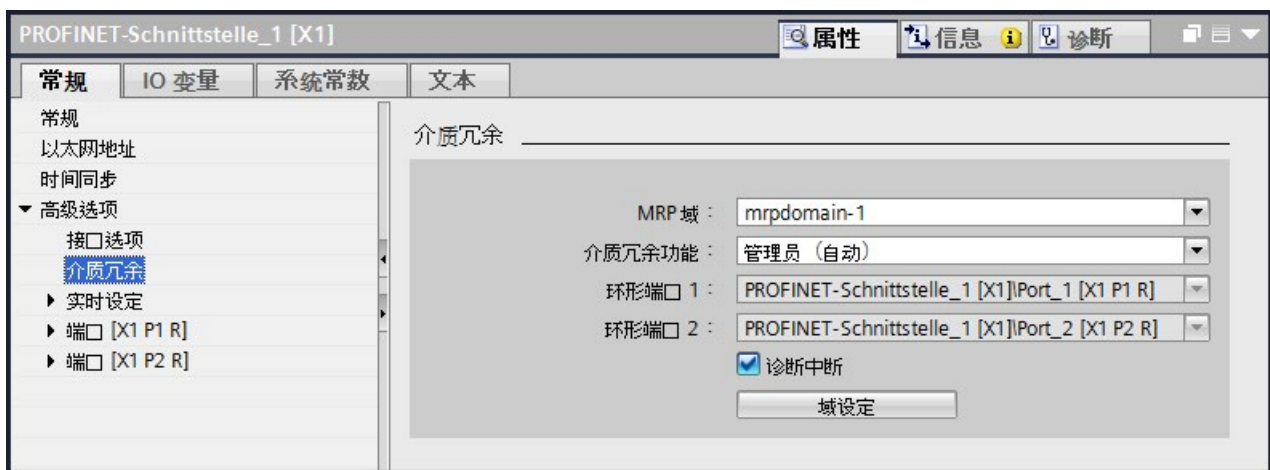 PROFINET-Schnittstelle_1 [X1]
属性
信息
诊断
常规
IO 变量
系统常数
文本
常规
以太网地址
时间同步
高级选项
接口选项
介质冗余
实时设定
端口 [X1 P1 R]
端口 [X1 P2 R]
介质冗余
MRP 域：
mrpdomain-1
介质冗余功能：
管理员（自动）
环形端口 1：
PROFINET-Schnittstelle_1 [X1]\Port_1 [X1 P1 R]
环形端口 2：
PROFINET-Schnittstelle_1 [X1]\Port_2 [X1 P2 R]
诊断中断
域设定